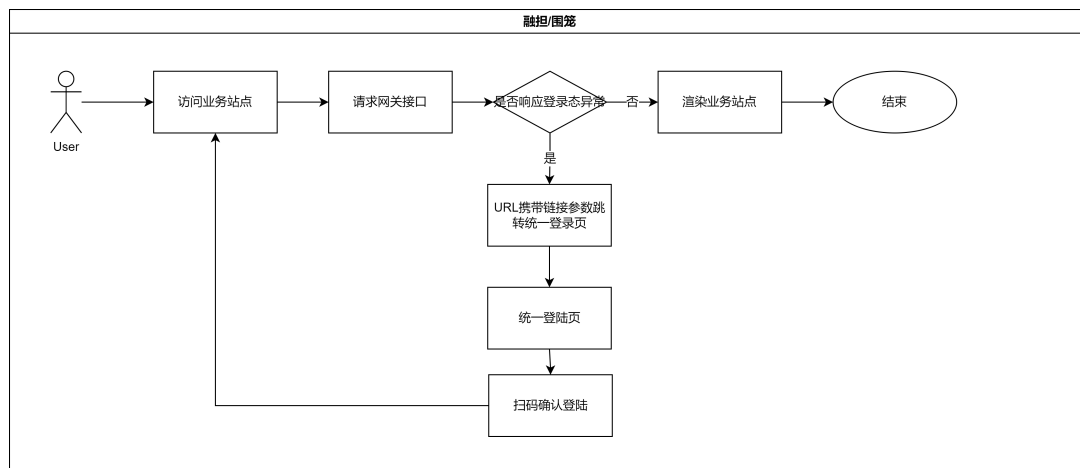 融担/围笼
User
访问业务站点
请求网关接口
是否响应登录态异常
否
渲染业务站点
结束
是
URL携带链接参数跳
转统一登录页
统一登陆页
扫码确认登陆